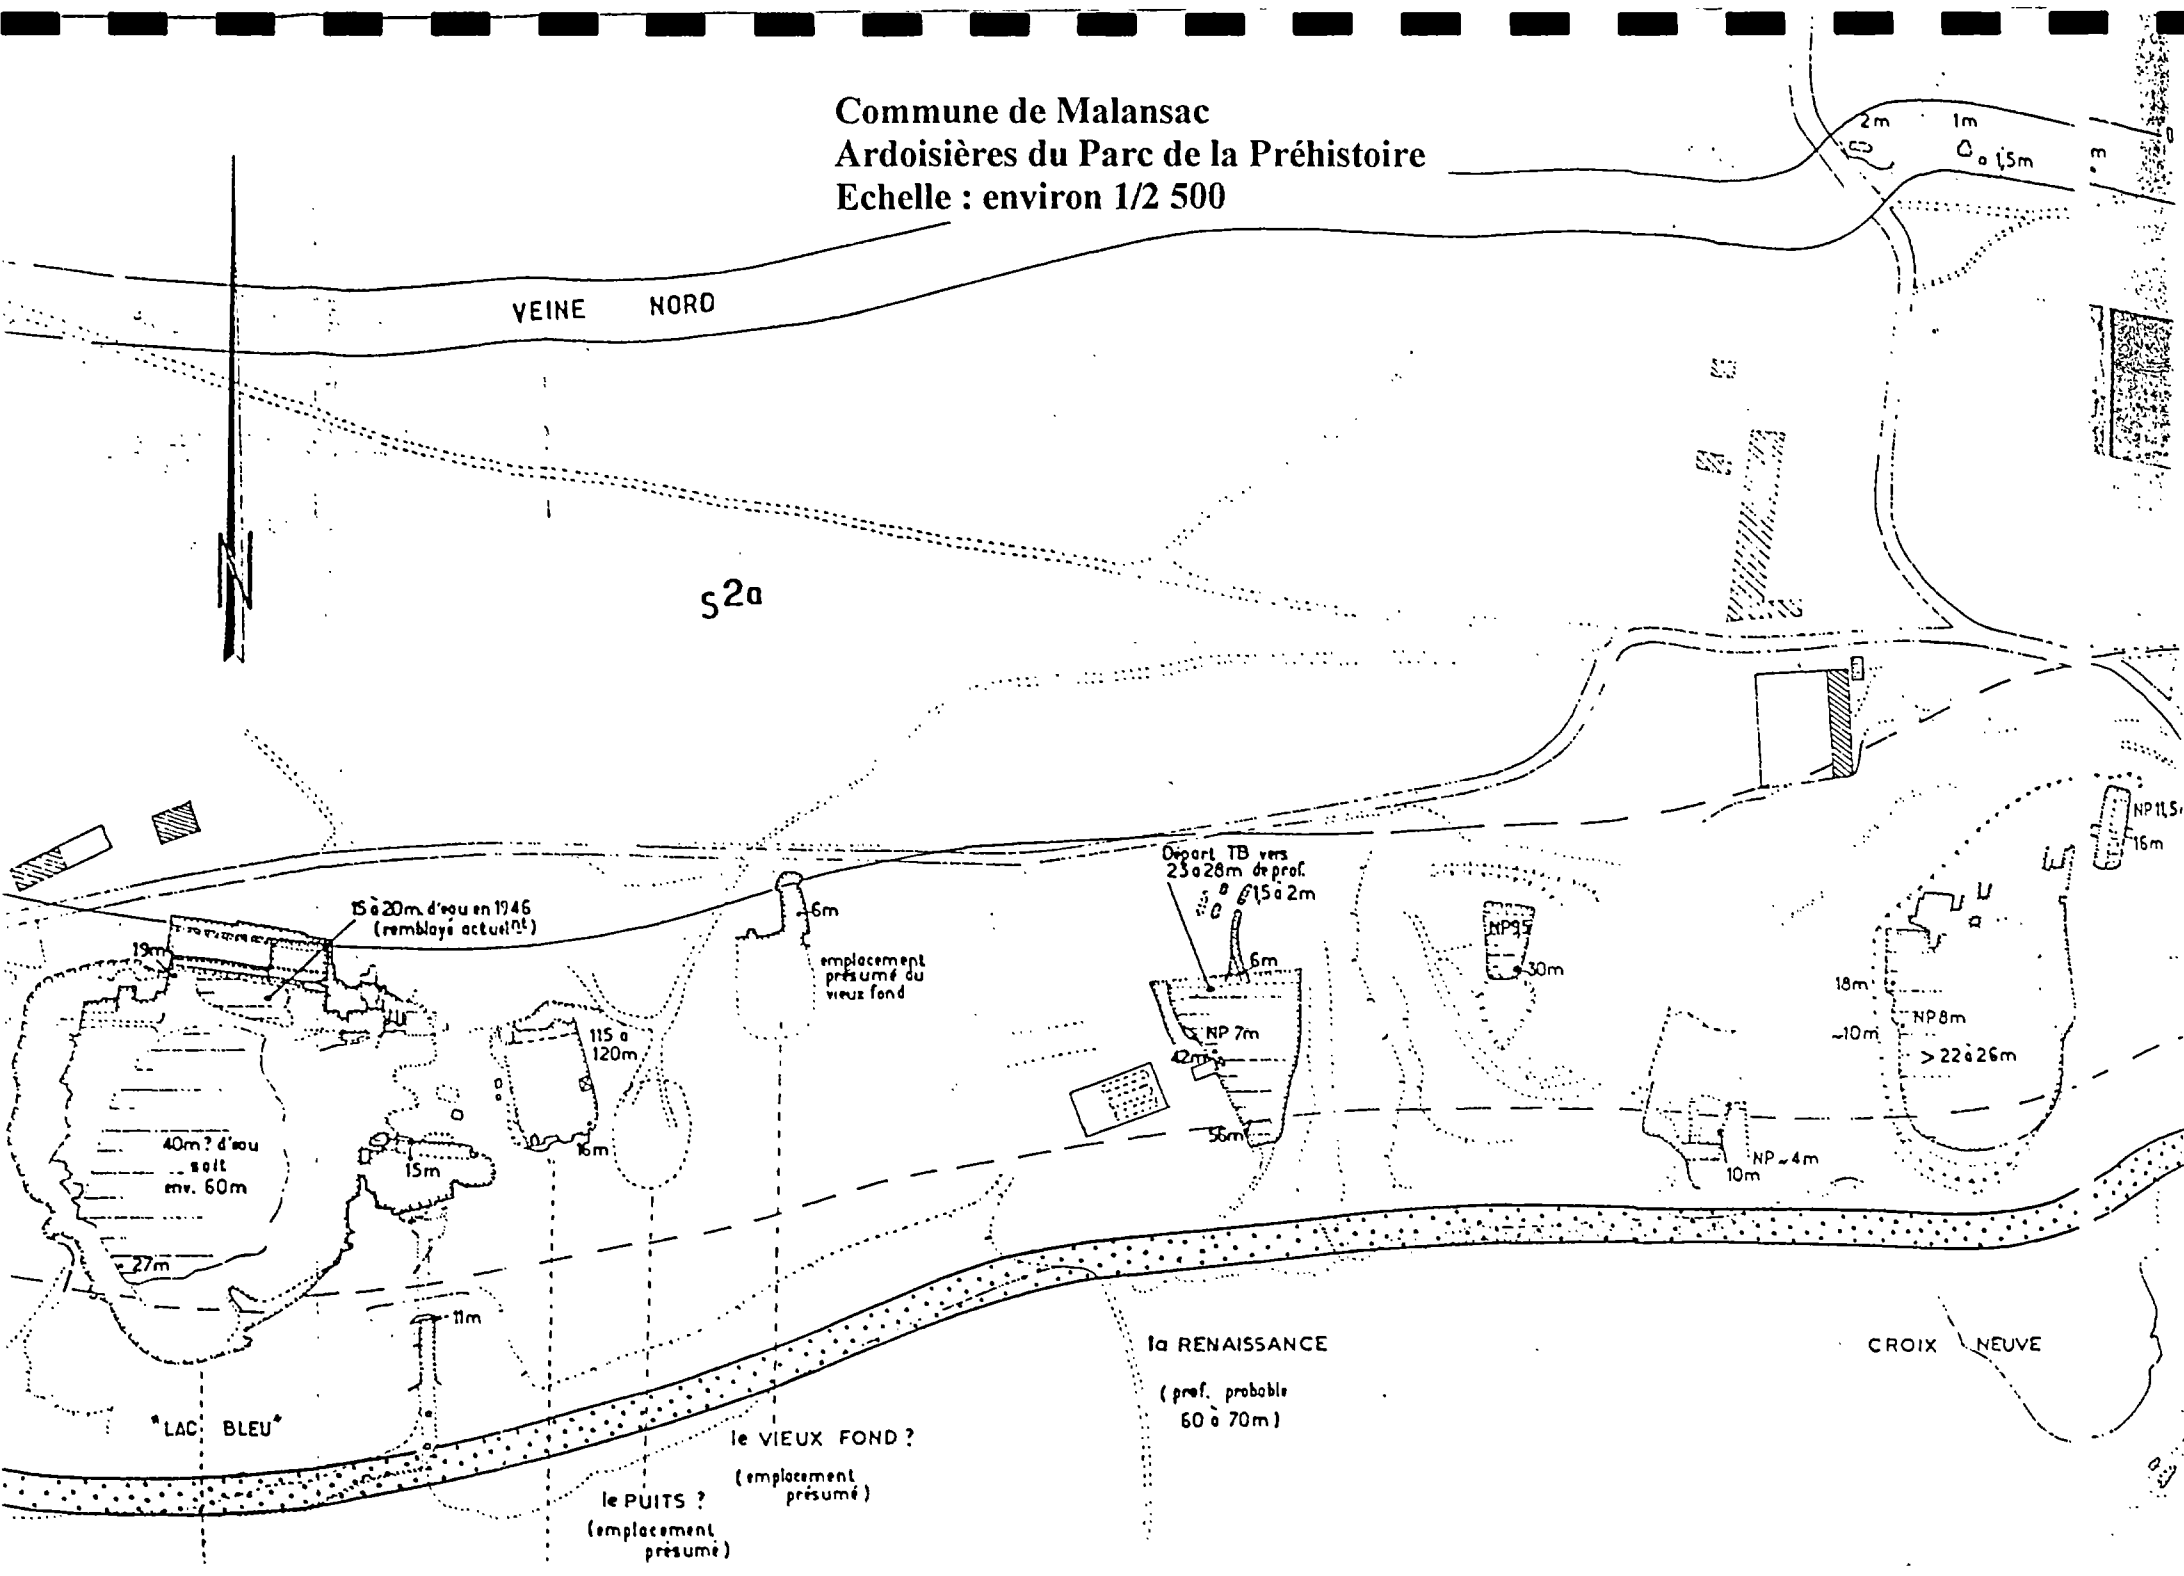 Commune de Malansac
Ardoisières du Parc de la Préhistoire
Echelle : environ 1/2 500
2m
1m
a 1,5m
m
VEINE NORD
N
S2a
Départ TB vers
23 à 28m de prof.
1,5 à 2m
NP 11,5
16m
15 à 20m d'eau en 1946
(remblayé actuelnt)
19m
6m
emplacement
présumé du
vieux fond
6m
NP 9,5
30m
18m
NP 8m
~10m
> 22 à 26m
115 à
120m
NP 7m
42m
40m? d'eau
soit
env. 60m
15m
16m
56m
NP ~ 4m
10m
27m
11m
la RENAISSANCE
(prof. probable
60 à 70m)
CROIX NEUVE
"LAC BLEU"
le VIEUX FOND ?
(emplacement
présumé)
le PUITS ?
(emplacement
présumé)